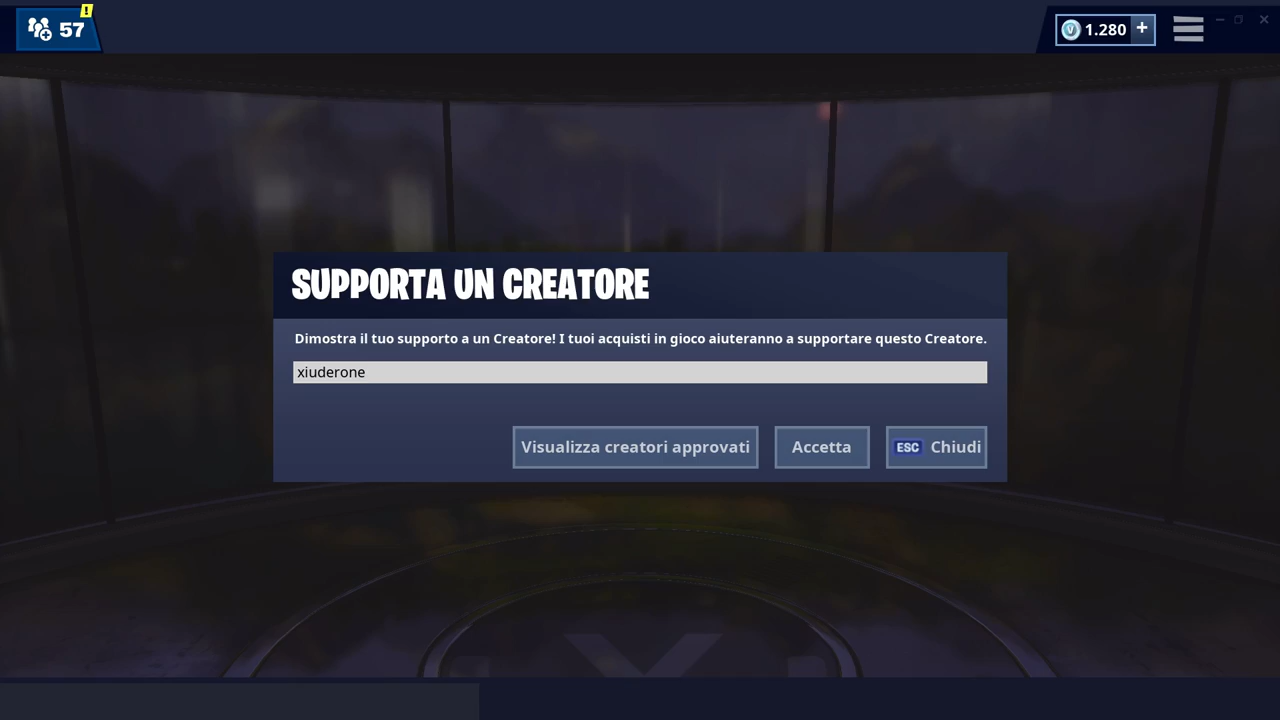 57
!
1.280 +
SUPPORTA UN CREATORE
Dimostra il tuo supporto a un Creatore! I tuoi acquisti in gioco aiuteranno a supportare questo Creatore.
xiuderone
Visualizza creatori approvati
Accetta
ESC Chiudi